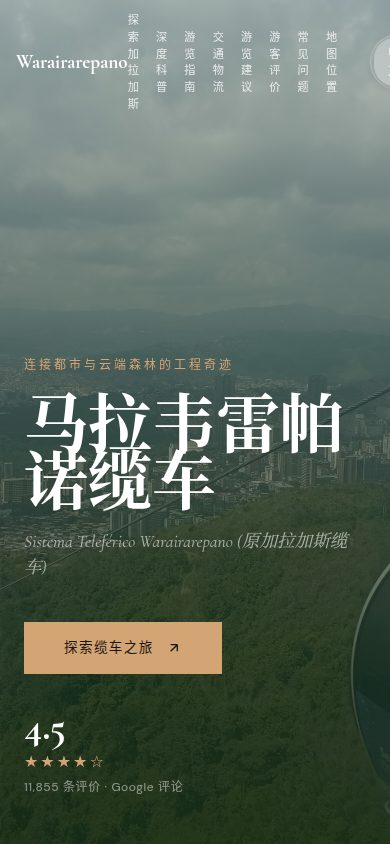 Warairarepano
探索加拉加斯
深度科普
游览指南
交通物流
游览建议
游客评价
常见问题
地图位置
连接都市与云端森林的工程奇迹
马拉韦雷帕
诺缆车
Sistema Teleférico Warairarepano (原加拉加斯缆
车)
探索缆车之旅
4.5
11,855 条评价 · Google 评论